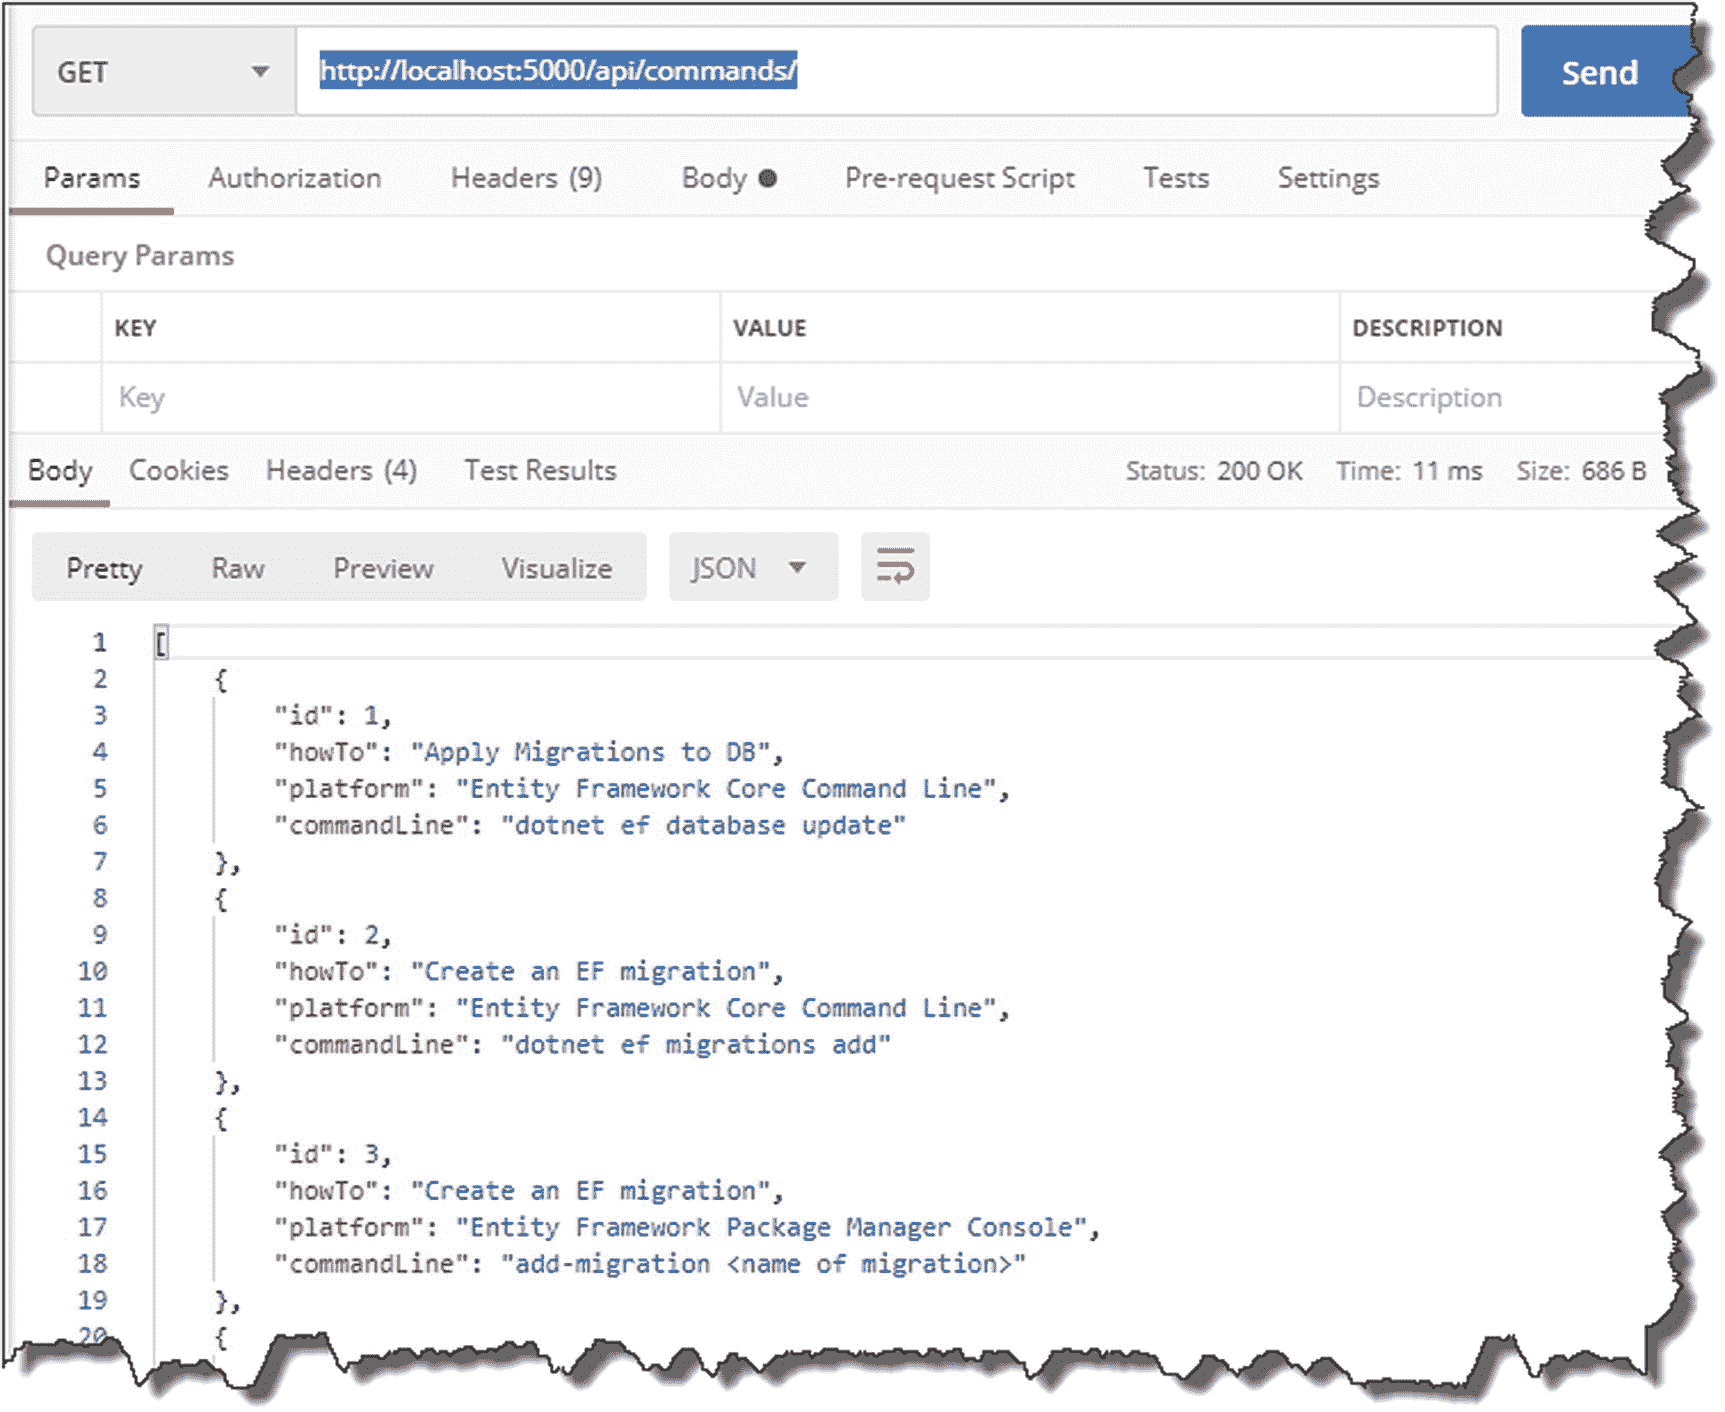 GET http://localhost:5000/api/commands/ Send
Params Authorization Headers (9) Body Pre-request Script Tests Settings
Query Params
KEY VALUE DESCRIPTION
Key Value Description
Body Cookies Headers (4) Test Results Status: 200 OK Time: 11 ms Size: 686 B
Pretty Raw Preview Visualize JSON
1 [
2 {
3 "id": 1,
4 "howTo": "Apply Migrations to DB",
5 "platform": "Entity Framework Core Command Line",
6 "commandLine": "dotnet ef database update"
7 },
8 {
9 "id": 2,
10 "howTo": "Create an EF migration",
11 "platform": "Entity Framework Core Command Line",
12 "commandLine": "dotnet ef migrations add"
13 },
14 {
15 "id": 3,
16 "howTo": "Create an EF migration",
17 "platform": "Entity Framework Package Manager Console",
18 "commandLine": "add-migration <name of migration>"
19 },
20 {